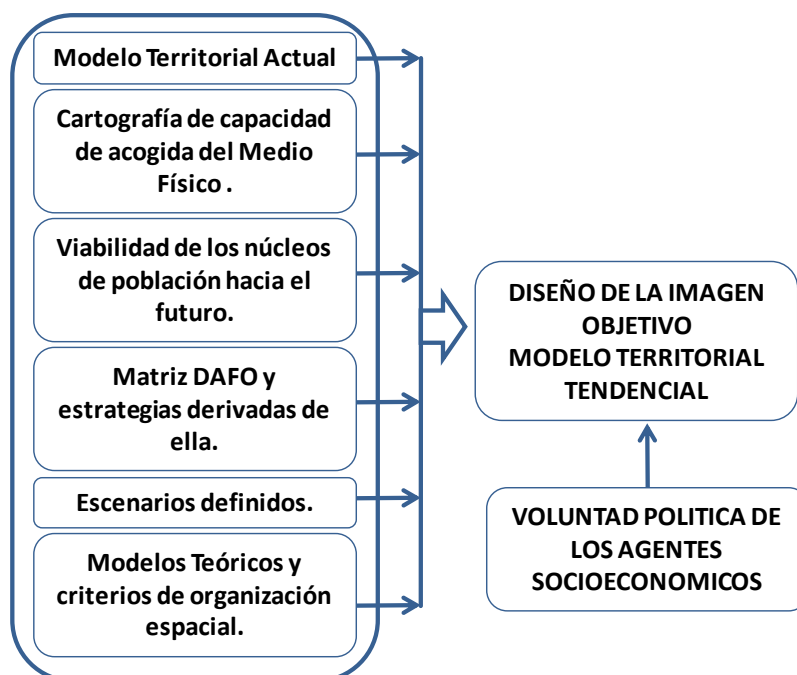 Modelo Territorial Actual
Cartografía de capacidad
de acogida del Medio
Físico .
Viabilidad de los núcleos
de población hacia el
futuro.
Matriz DAFO y
estrategias derivadas de
ella.
Escenarios definidos.
Modelos Teóricos y
criterios de organización
espacial.
DISEÑO DE LA IMAGEN
OBJETIVO
MODELO TERRITORIAL
TENDENCIAL
VOLUNTAD POLITICA DE
LOS AGENTES
SOCIOECONOMICOS